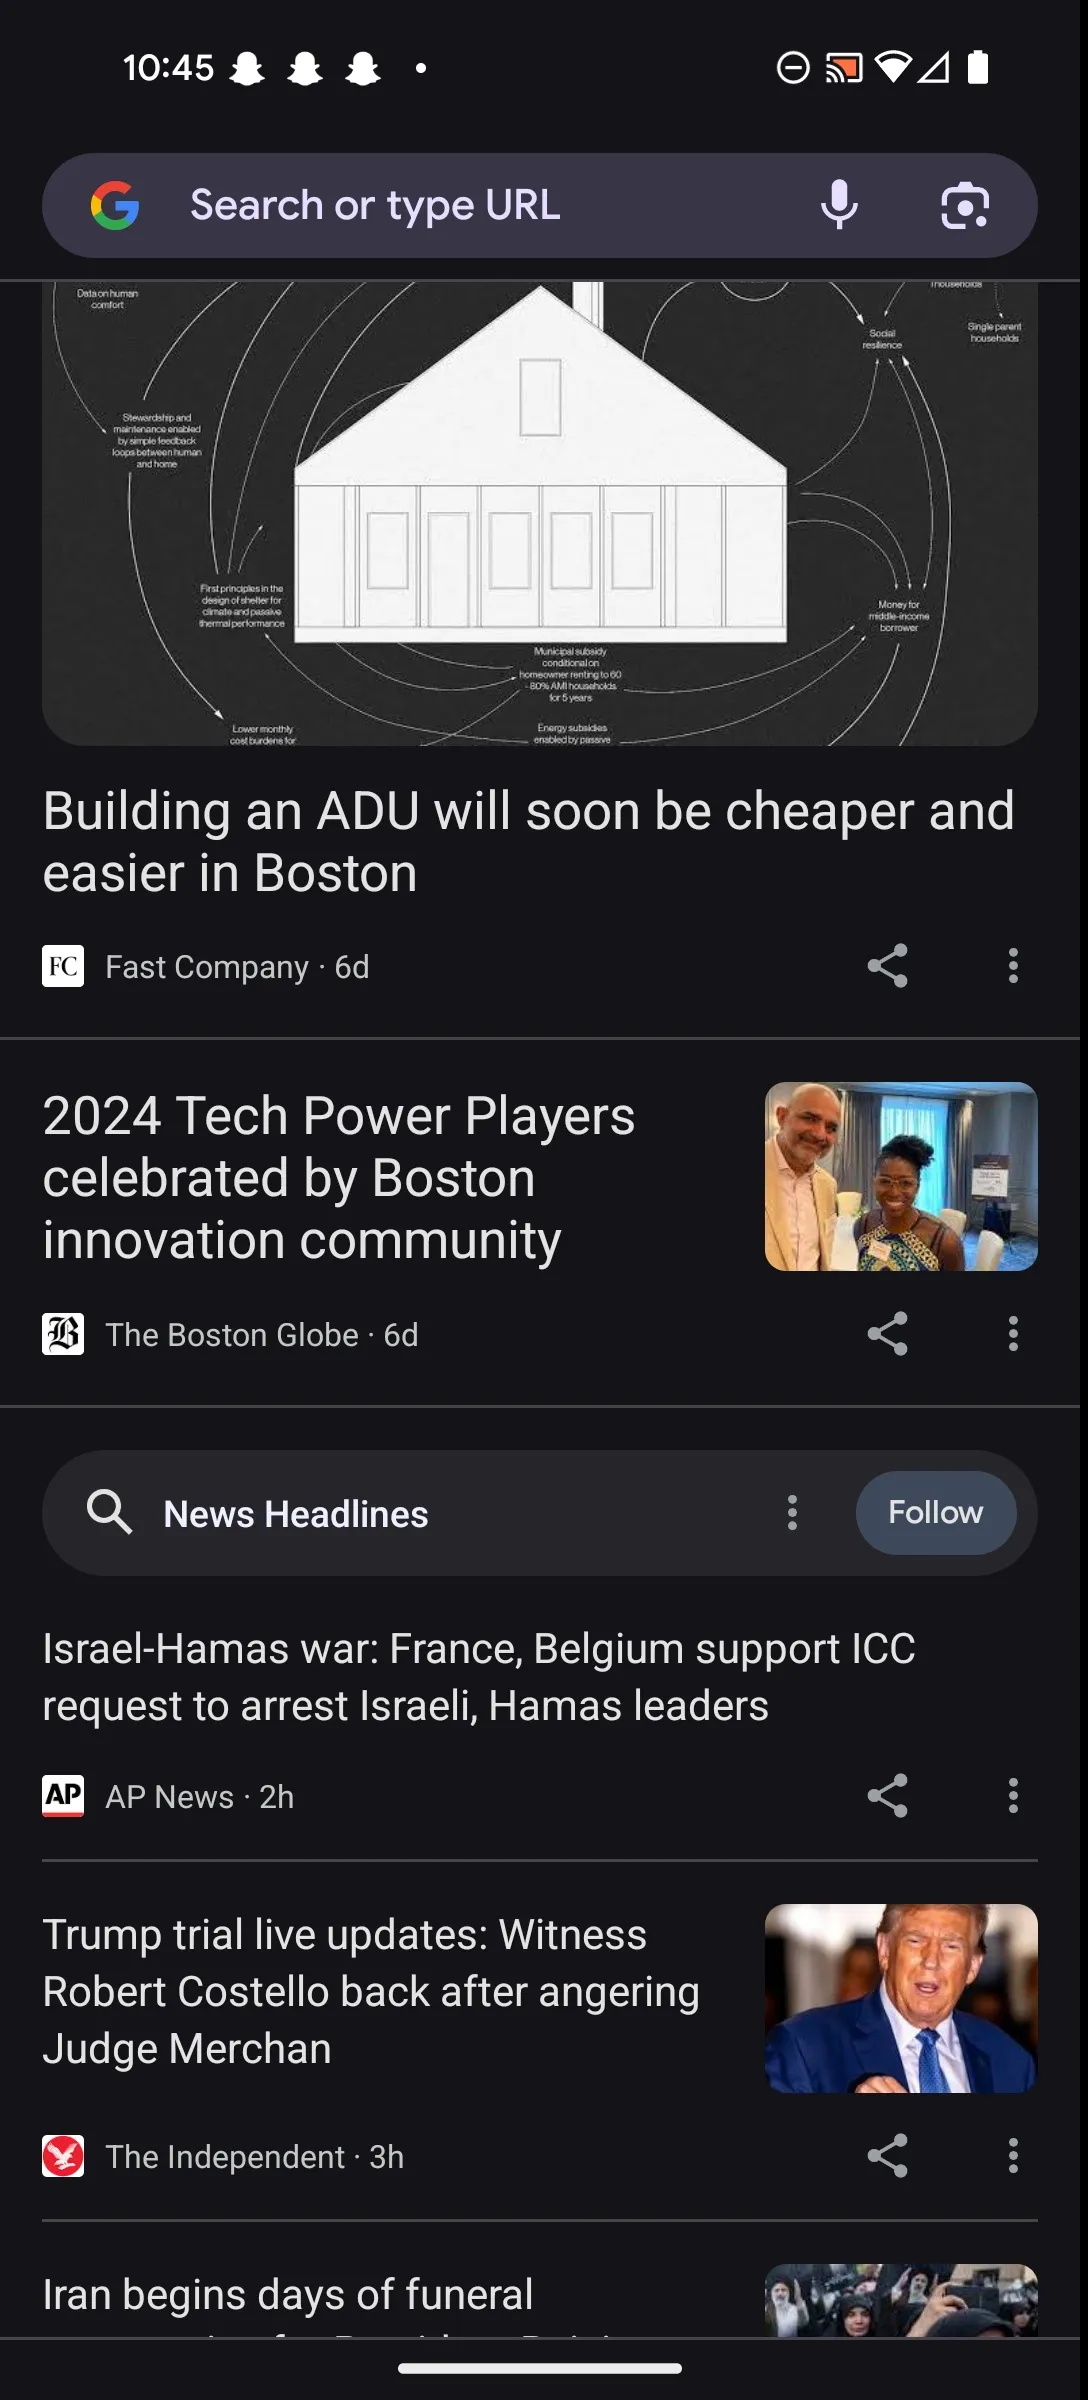 10:45
Search or type URL
Data on human
comfort
Social
resilience
Single parent
households
Stewardship and
maintenance enabled
by simple feedback
loops between human
and home
First principles in the
design of shelter for
climate and passive
thermal performance
Money for
middle-income
borrower
Municipal subsidy
conditional on
homeowner renting to 60
- 80% AMI households
for 5 years
Lower monthly
cost burdens for
Energy subsidies
enabled by passive
Building an ADU will soon be cheaper and
easier in Boston
FC Fast Company · 6d
2024 Tech Power Players
celebrated by Boston
innovation community
B The Boston Globe · 6d
News Headlines
Follow
Israel-Hamas war: France, Belgium support ICC
request to arrest Israeli, Hamas leaders
AP AP News · 2h
Trump trial live updates: Witness
Robert Costello back after angering
Judge Merchan
The Independent · 3h
Iran begins days of funeral